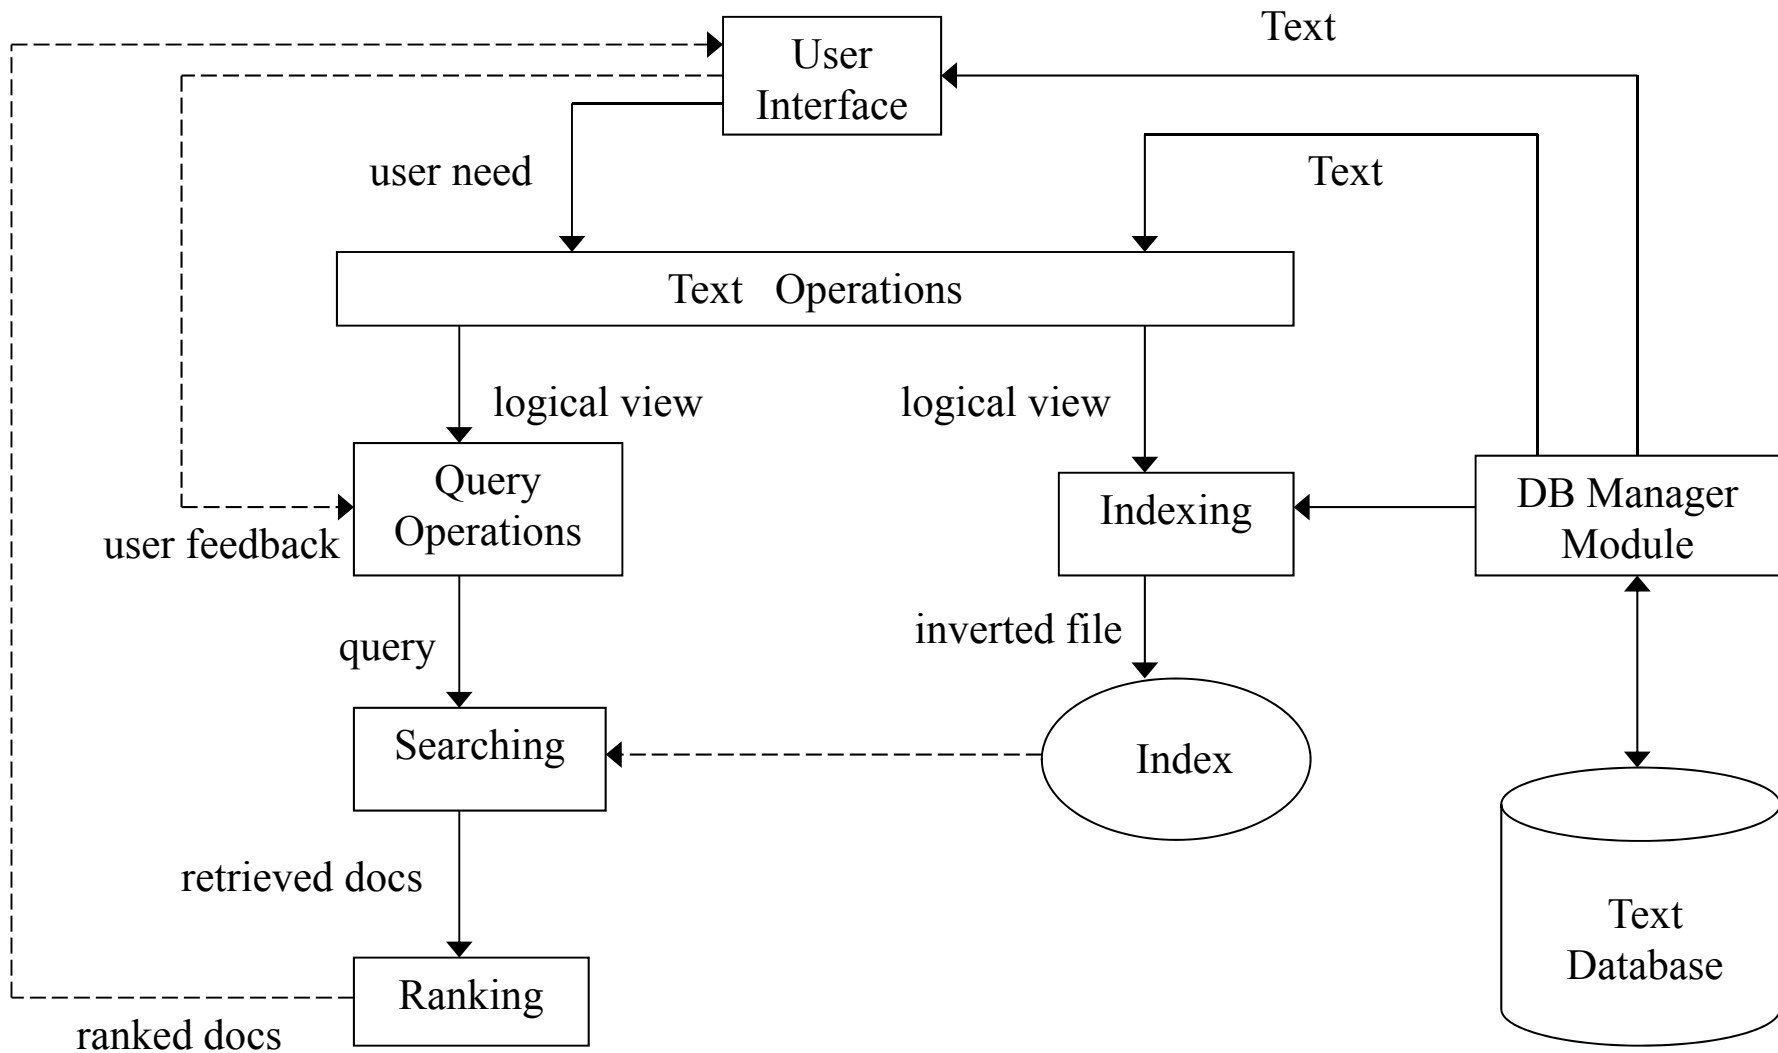 Text
User
Interface
user need
Text
Text Operations
logical view
logical view
Query
Operations
Indexing
DB Manager
Module
user feedback
inverted file
query
Searching
Index
retrieved docs
Text
Database
Ranking
ranked docs